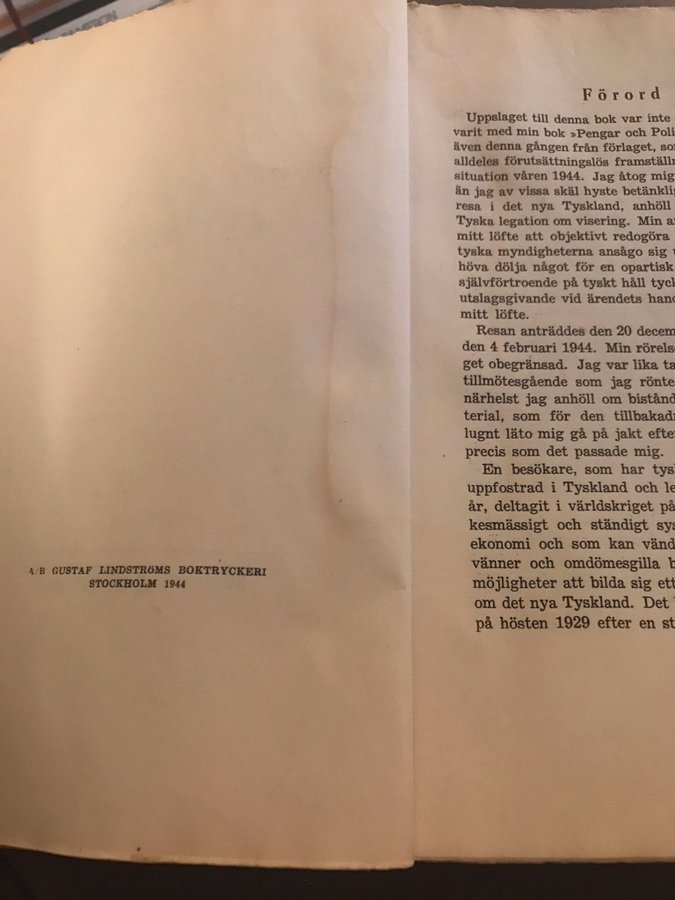 A/B GUSTAF LINDSTRÖMS BOKTRYCKERI
STOCKHOLM 1944
Förord
Uppslaget till denna bok var inte
varit med min bok »Pengar och Poli
även denna gången från förlaget, so
alldeles förutsättningslös framställn
situation våren 1944. Jag åtog mig
än jag av vissa skäl hyste betänklig
resa i det nya Tyskland, anhöll
Tyska legation om visering. Min a
mitt löfte att objektivt redogöra
tyska myndigheterna ansågo sig
höva dölja något för en opartisk
självförtroende på tyskt håll tyc
utslagsgivande vid ärendets hand
mitt löfte.
Resan anträddes den 20 decem
den 4 februari 1944. Min rörelse
get obegränsad. Jag var lika ta
tillmötesgående som jag rönte
närhelst jag anhöll om bistånd
terial, som för den tillbakadr
lugnt läto mig gå på jakt efte
precis som det passade mig.
En besökare, som har tys
uppfostrad i Tyskland och le
år, deltagit i världskriget på
kesmässigt och ständigt sys
ekonomi och som kan vänd
vänner och omdömesgilla b
möjligheter att bilda sig ett
om det nya Tyskland. Det
på hösten 1929 efter en st